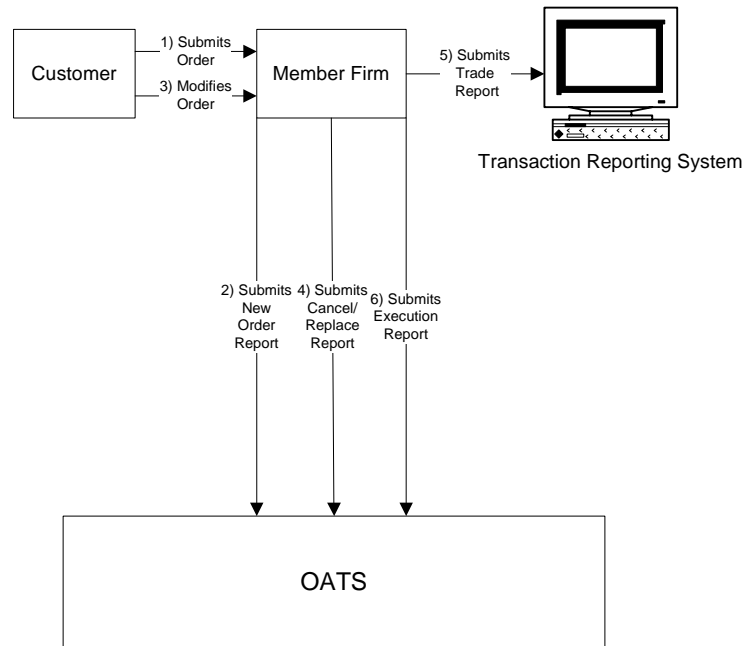 Customer
1) Submits
Order
3) Modifies
Order
Member Firm
5) Submits
Trade
Report
Transaction Reporting System
2) Submits
New
Order
Report
4) Submits
Cancel/
Replace
Report
6) Submits
Execution
Report
OATS